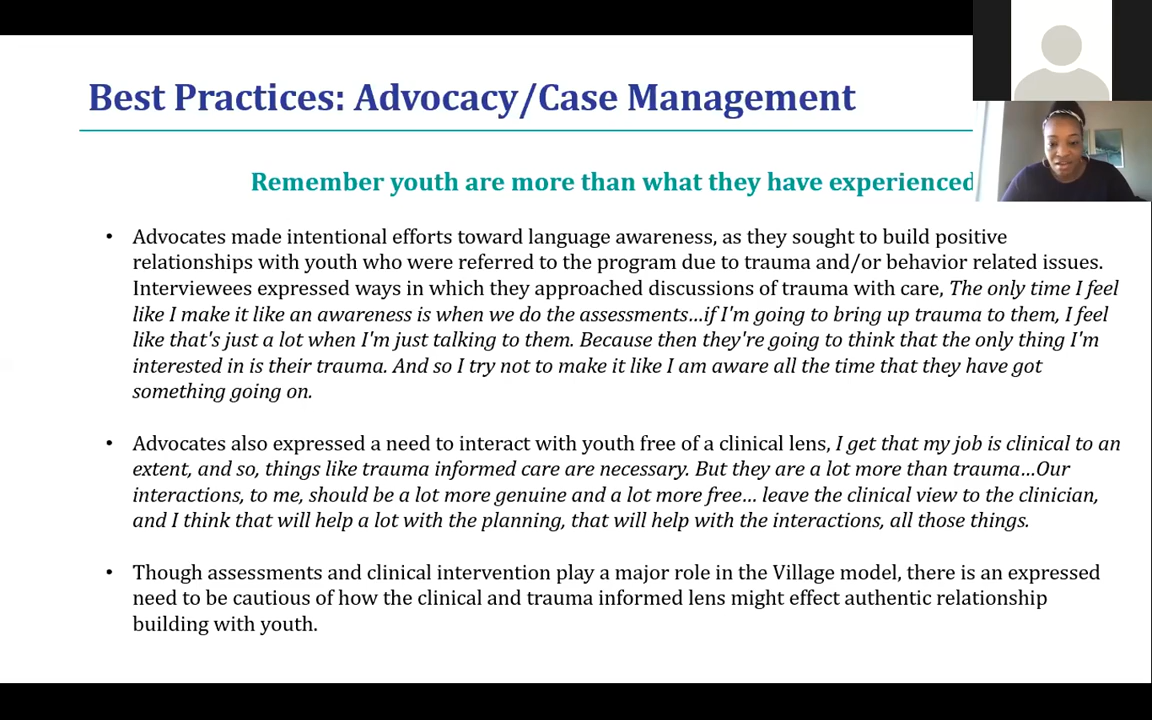 Best Practices: Advocacy/Case Management
Remember youth are more than what they have experienced
• Advocates made intentional efforts toward language awareness, as they sought to build positive
relationships with youth who were referred to the program due to trauma and/or behavior related issues.
Interviewees expressed ways in which they approached discussions of trauma with care, The only time I feel
like I make it like an awareness is when we do the assessments...if I'm going to bring up trauma to them, I feel
like that's just a lot when I'm just talking to them. Because then they're going to think that the only thing I'm
interested in is their trauma. And so I try not to make it like I am aware all the time that they have got
something going on.
• Advocates also expressed a need to interact with youth free of a clinical lens, I get that my job is clinical to an
extent, and so, things like trauma informed care are necessary. But they are a lot more than trauma...Our
interactions, to me, should be a lot more genuine and a lot more free... leave the clinical view to the clinician,
and I think that will help a lot with the planning, that will help with the interactions, all those things.
• Though assessments and clinical intervention play a major role in the Village model, there is an expressed
need to be cautious of how the clinical and trauma informed lens might effect authentic relationship
building with youth.